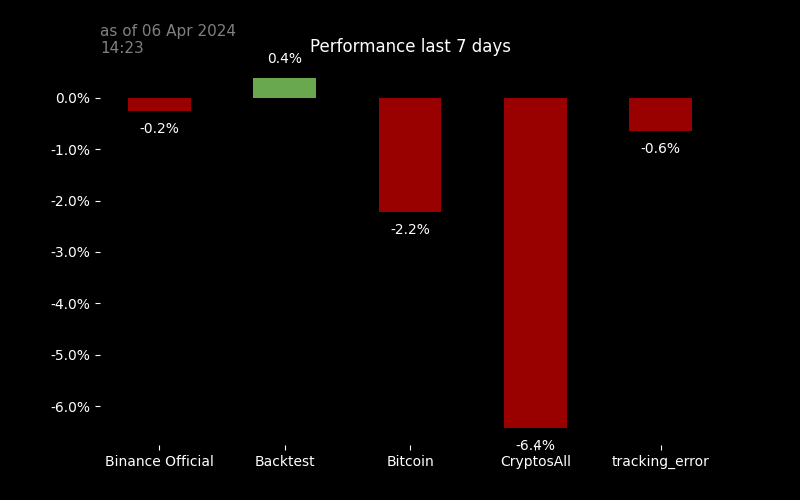 as of 06 Apr 2024
14:23
Performance last 7 days
0.4%
0.0%
-0.2%
-1.0%
-0.6%
-2.0%
-2.2%
-3.0%
-4.0%
-5.0%
-6.0%
-6.4%
Binance Official
Backtest
Bitcoin
CryptosAll
tracking_error